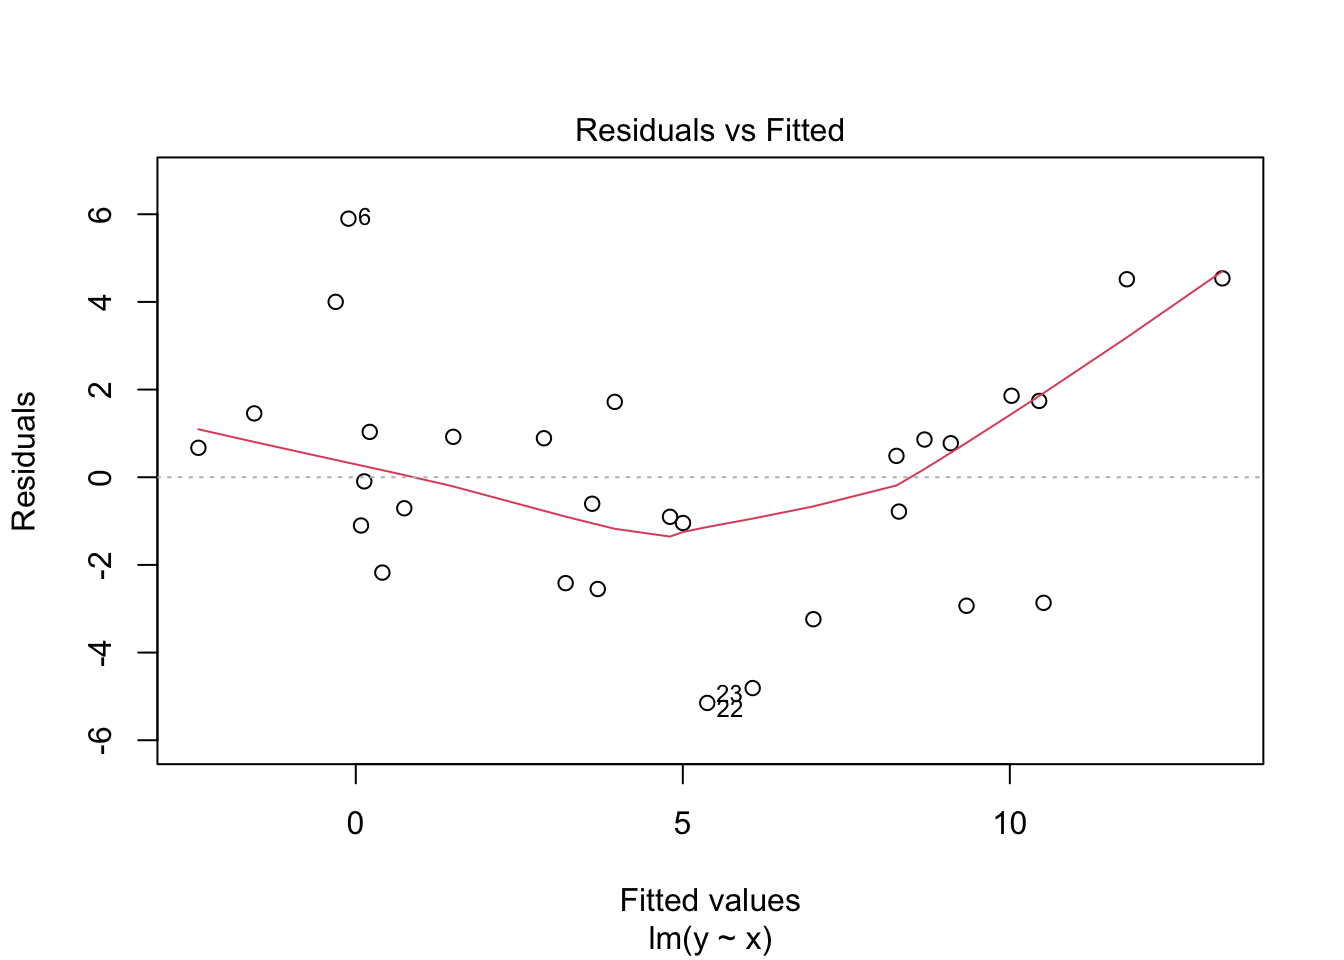 Residuals vs Fitted
Residuals
6
4
2
0
-2
-4
-6
6
23
22
0 5 10
Fitted values
lm(y ~ x)